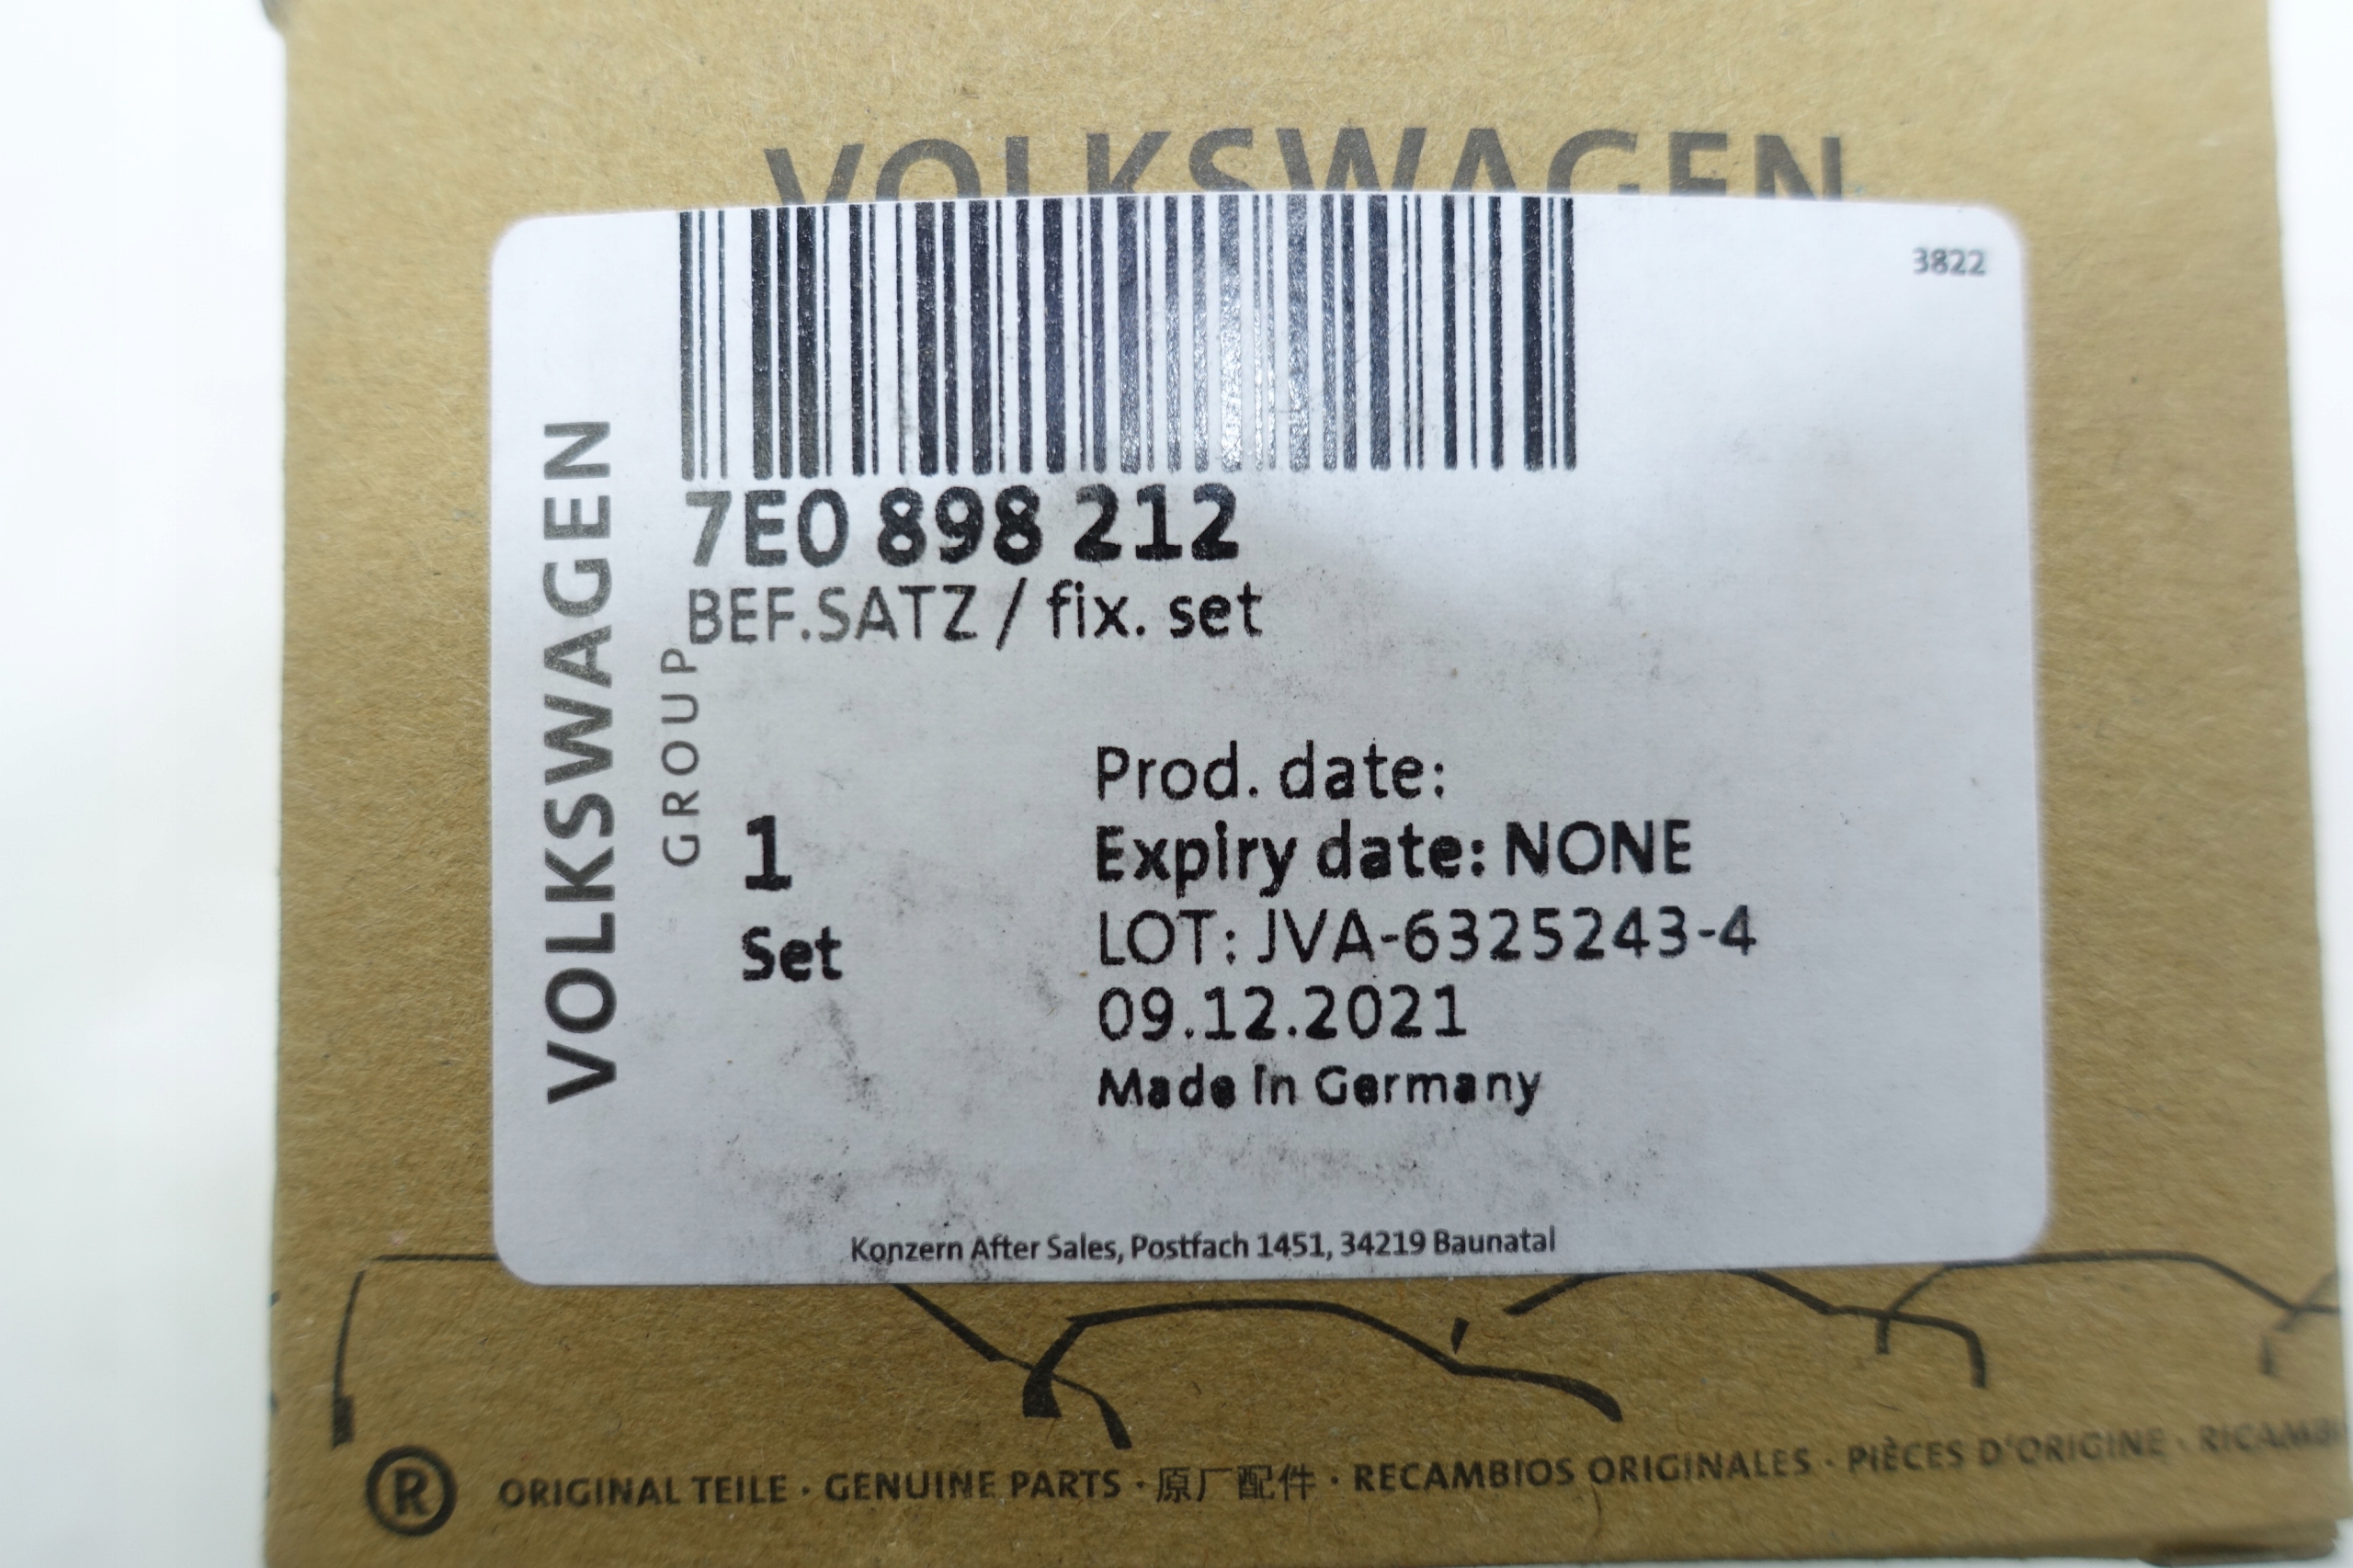 VOLKSWAGEN
3822
VOLKSWAGEN
GROUP
7E0 898 212
BEF.SATZ / fix. set
1
Set
Prod. date:
Expiry date: NONE
LOT: JVA-6325243-4
09.12.2021
Made in Germany
Konzern After Sales, Postfach 1451, 34219 Baunatal
® ORIGINAL TEILE · GENUINE PARTS · 原厂配件 · RECAMBIOS ORIGINALES · PIÈCES D'ORIGINE ·